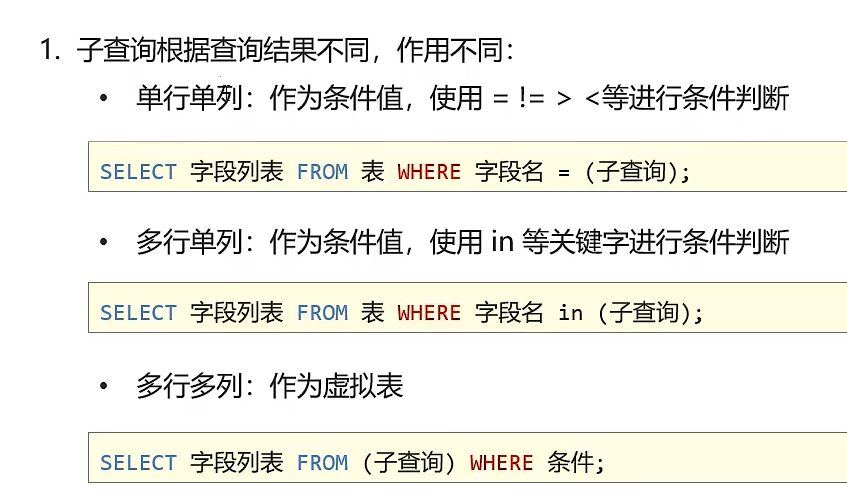 1. 子查询根据查询结果不同，作用不同：
• 单行单列：作为条件值，使用 = != > <等进行条件判断
SELECT 字段列表 FROM 表 WHERE 字段名 = (子查询);
• 多行单列：作为条件值，使用 in 等关键字进行条件判断
SELECT 字段列表 FROM 表 WHERE 字段名 in (子查询);
• 多行多列：作为虚拟表
SELECT 字段列表 FROM (子查询) WHERE 条件;